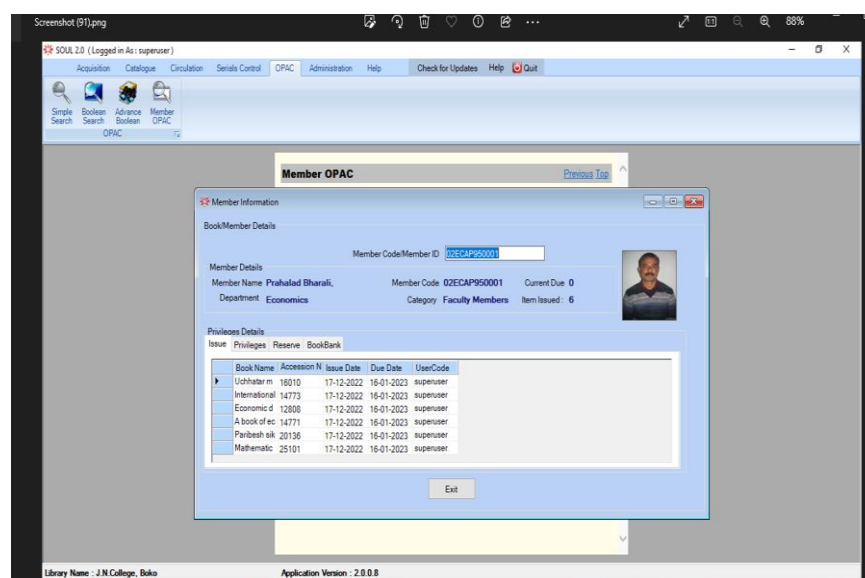 Screenshot (91).png 88%
SOUL 2.0 ( Logged in As : superuser )
Acquisition Catalogue Circulation Serials Control OPAC Administration Help Check for Updates Help Quit
Simple Search Boolean Search Advance Boolean Member OPAC
OPAC
Member OPAC Previous Top
Member Information
Book/Member Details
Member Code/Member ID 02ECAP950001
Member Details
Member Name Prahalad Bharali, Member Code 02ECAP950001 Current Due 0
Department Economics Category Faculty Members Item Issued : 6
Privileges Details
Issue Privileges Reserve BookBank
Book Name Accession N Issue Date Due Date UserCode
Uchhatar m 16010 17-12-2022 16-01-2023 superuser
International 14773 17-12-2022 16-01-2023 superuser
Economic d 12808 17-12-2022 16-01-2023 superuser
A book of ec 14771 17-12-2022 16-01-2023 superuser
Paribesh sik 20136 17-12-2022 16-01-2023 superuser
Mathematic 25101 17-12-2022 16-01-2023 superuser
Exit
Library Name : J.N.College, Boko Application Version : 2.0.0.8